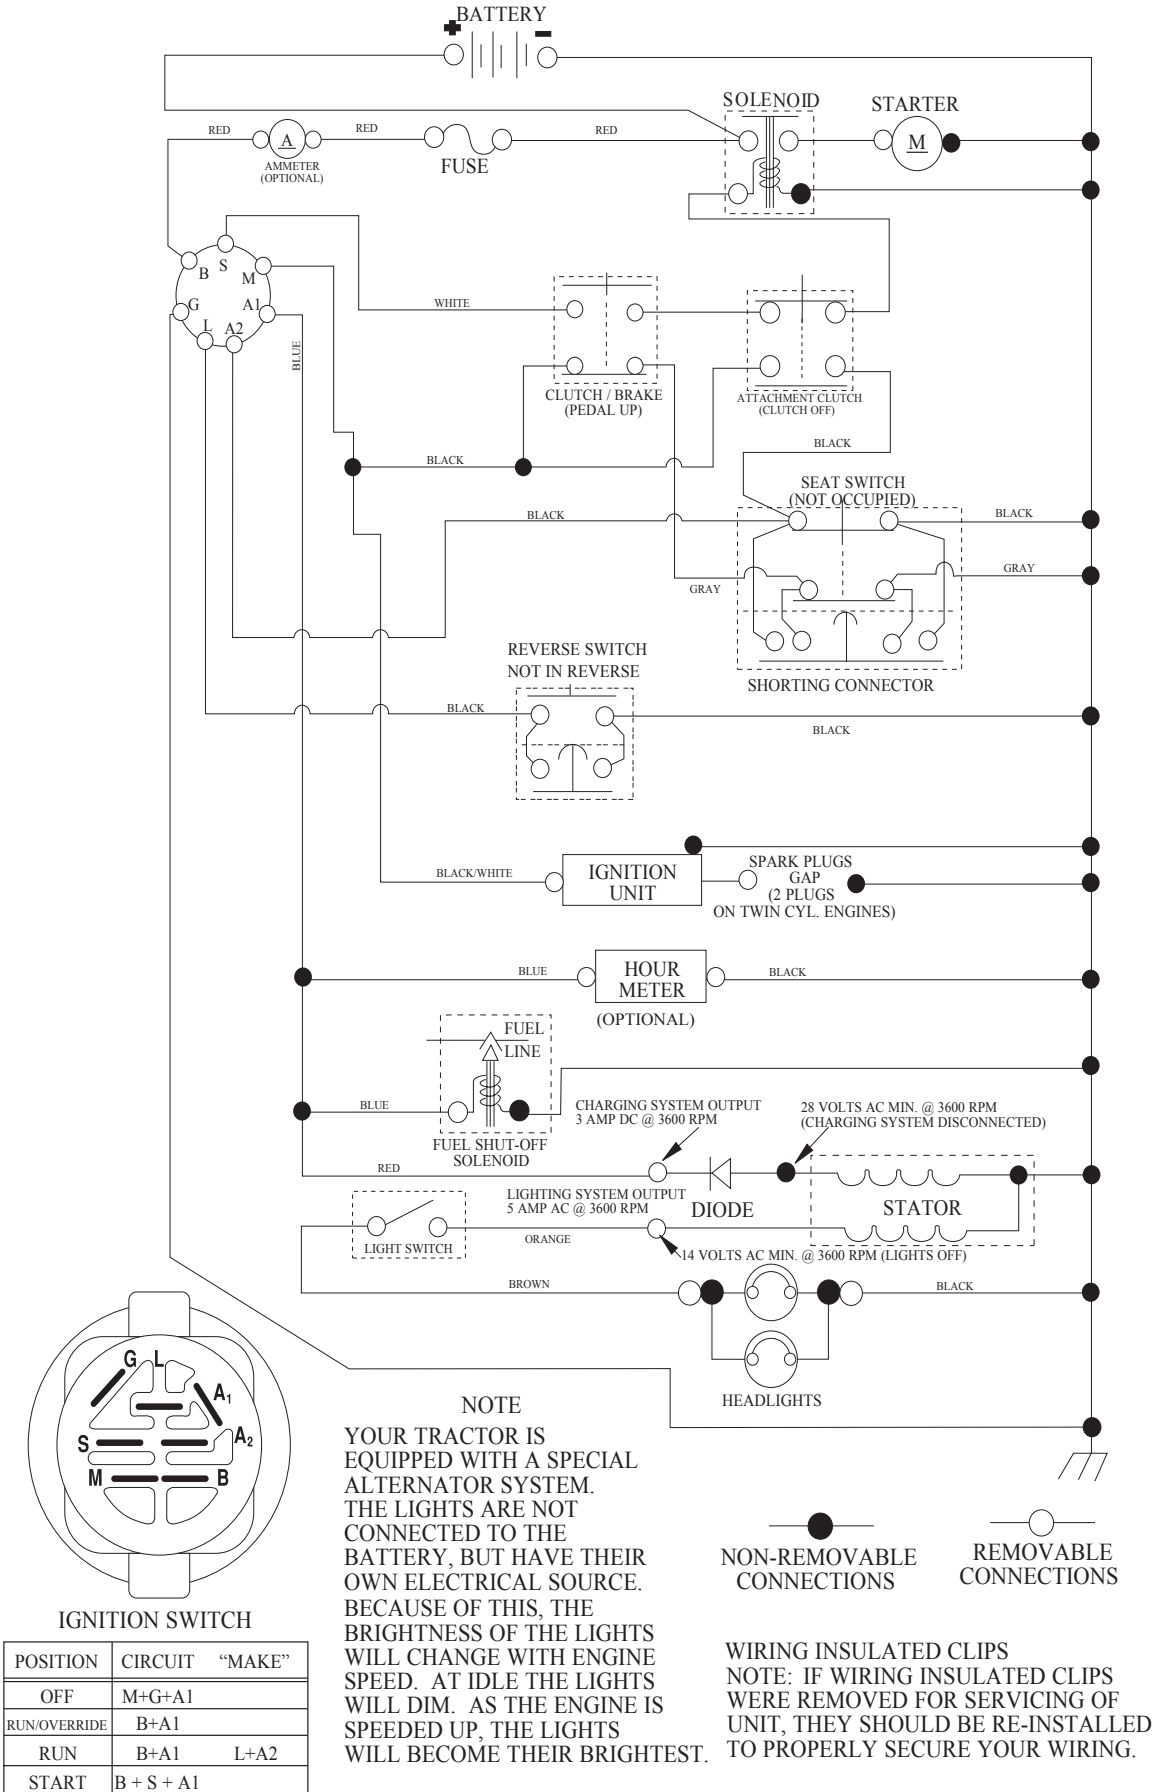 BATTERY
SOLENOID
STARTER
RED
A
RED
FUSE
RED
M
AMMETER
(OPTIONAL)
B
S
M
G
A1
L
A2
BLUE
WHITE
CLUTCH / BRAKE
(PEDAL UP)
ATTACHMENT CLUTCH
(CLUTCH OFF)
BLACK
BLACK
SEAT SWITCH
(NOT OCCUPIED)
BLACK
BLACK
GRAY
GRAY
REVERSE SWITCH
NOT IN REVERSE
SHORTING CONNECTOR
BLACK
BLACK
BLACK/WHITE
IGNITION
UNIT
SPARK PLUGS
GAP
(2 PLUGS
ON TWIN CYL. ENGINES)
BLUE
HOUR
METER
BLACK
(OPTIONAL)
FUEL
LINE
BLUE
FUEL SHUT-OFF
SOLENOID
CHARGING SYSTEM OUTPUT
3 AMP DC @ 3600 RPM
28 VOLTS AC MIN. @ 3600 RPM
(CHARGING SYSTEM DISCONNECTED)
RED
LIGHTING SYSTEM OUTPUT
5 AMP AC @ 3600 RPM
DIODE
STATOR
LIGHT SWITCH
ORANGE
14 VOLTS AC MIN. @ 3600 RPM (LIGHTS OFF)
BROWN
BLACK
HEADLIGHTS
G
L
A1
S
A2
M
B
IGNITION SWITCH
POSITION CIRCUIT “MAKE”
OFF M+G+A1
RUN/OVERRIDE B+A1
RUN B+A1 L+A2
START B + S + A1
NOTE
YOUR TRACTOR IS
EQUIPPED WITH A SPECIAL
ALTERNATOR SYSTEM.
THE LIGHTS ARE NOT
CONNECTED TO THE
BATTERY, BUT HAVE THEIR
OWN ELECTRICAL SOURCE.
BECAUSE OF THIS, THE
BRIGHTNESS OF THE LIGHTS
WILL CHANGE WITH ENGINE
SPEED. AT IDLE THE LIGHTS
WILL DIM. AS THE ENGINE IS
SPEEDED UP, THE LIGHTS
WILL BECOME THEIR BRIGHTEST.
NON-REMOVABLE
CONNECTIONS
REMOVABLE
CONNECTIONS
WIRING INSULATED CLIPS
NOTE: IF WIRING INSULATED CLIPS
WERE REMOVED FOR SERVICING OF
UNIT, THEY SHOULD BE RE-INSTALLED
TO PROPERLY SECURE YOUR WIRING.